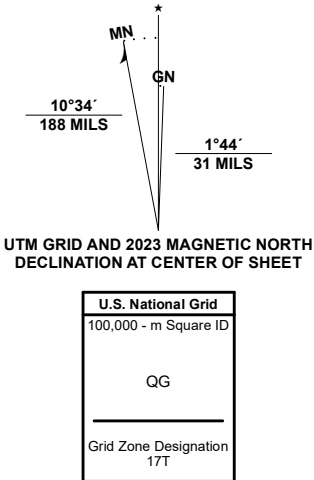 ★
MN
GN
10°34´
188 MILS
1°44´
31 MILS
UTM GRID AND 2023 MAGNETIC NORTH
DECLINATION AT CENTER OF SHEET
U.S. National Grid
100,000 - m Square ID
QG
Grid Zone Designation
17T